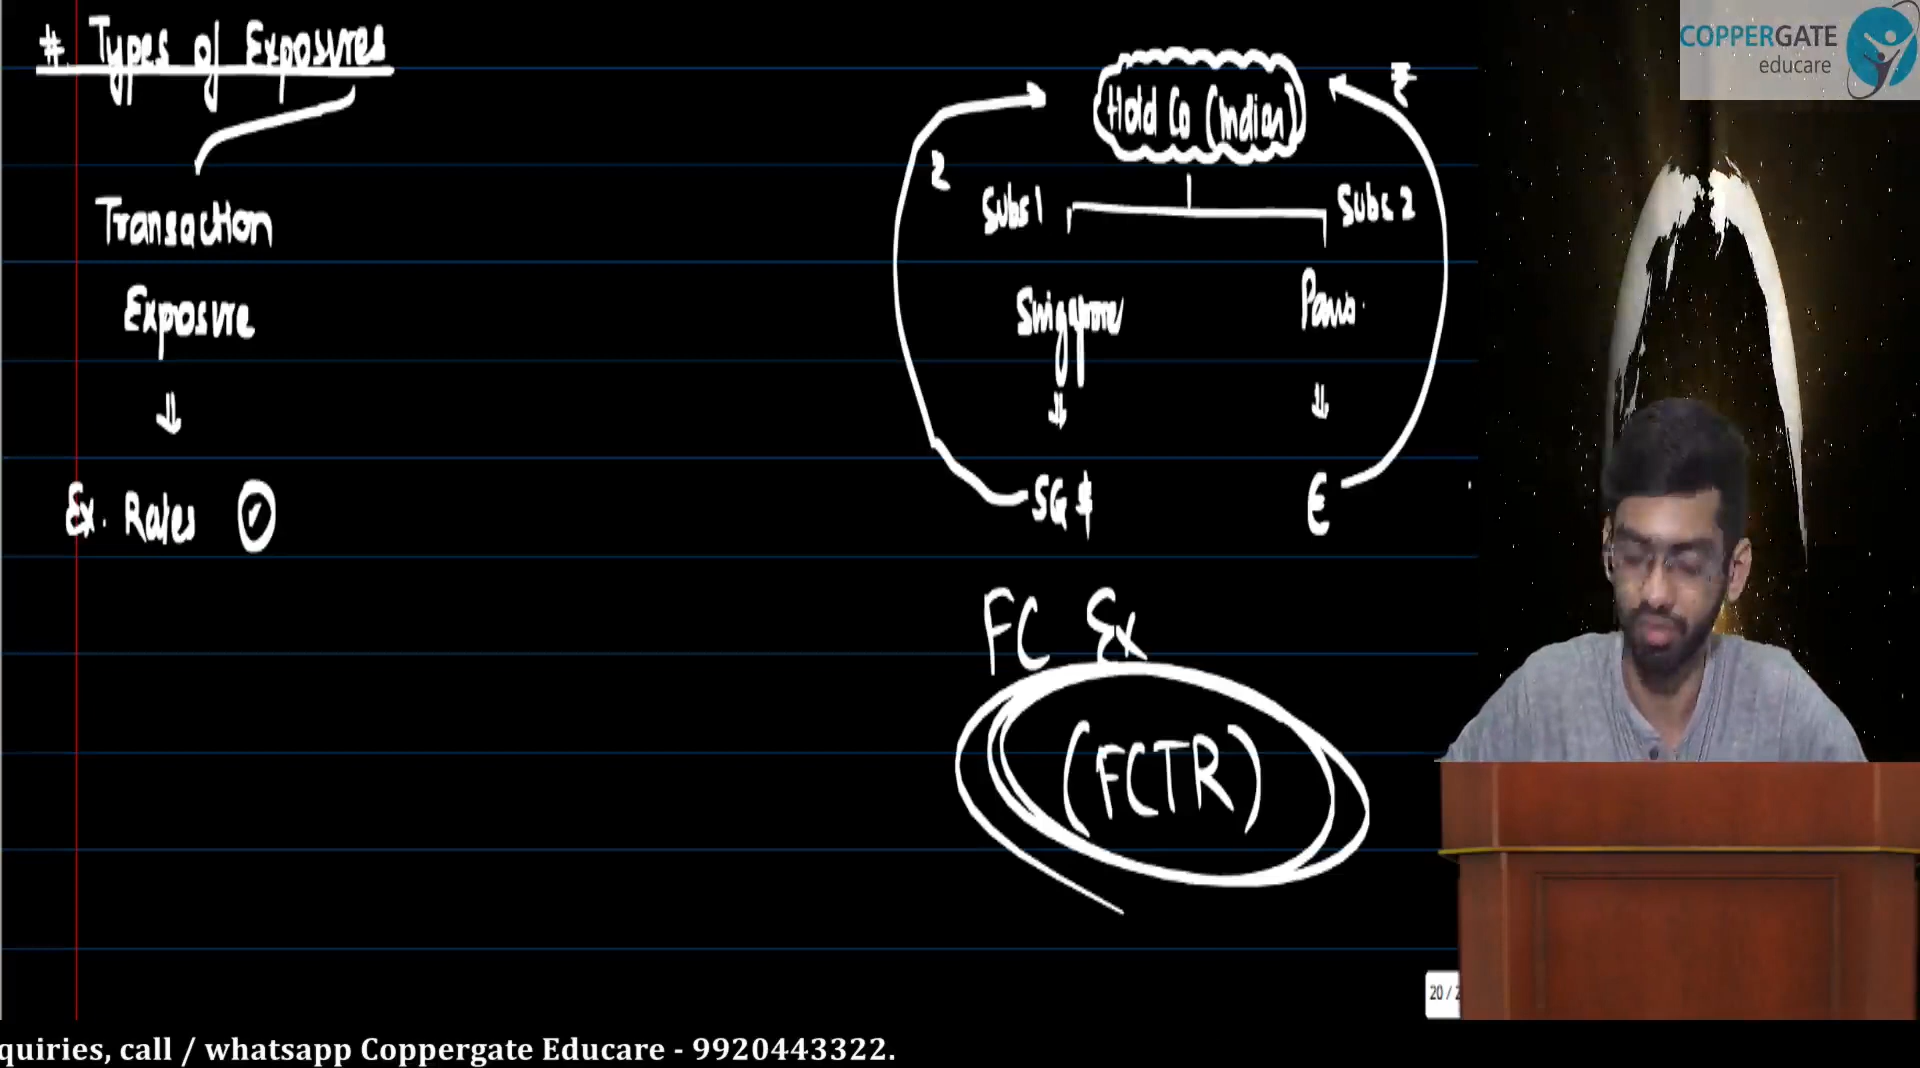 # Types of Exposures
Transaction
Exposure
Ex. Rates
₹
Hold Co (Indian)
Subs 1
Subs 2
Singapore
Paris
SG $
€
FC Ex
(FCTR)
COPPERGATE
educare
20 / 2
quiries, call / whatsapp Coppergate Educare - 9920443322.